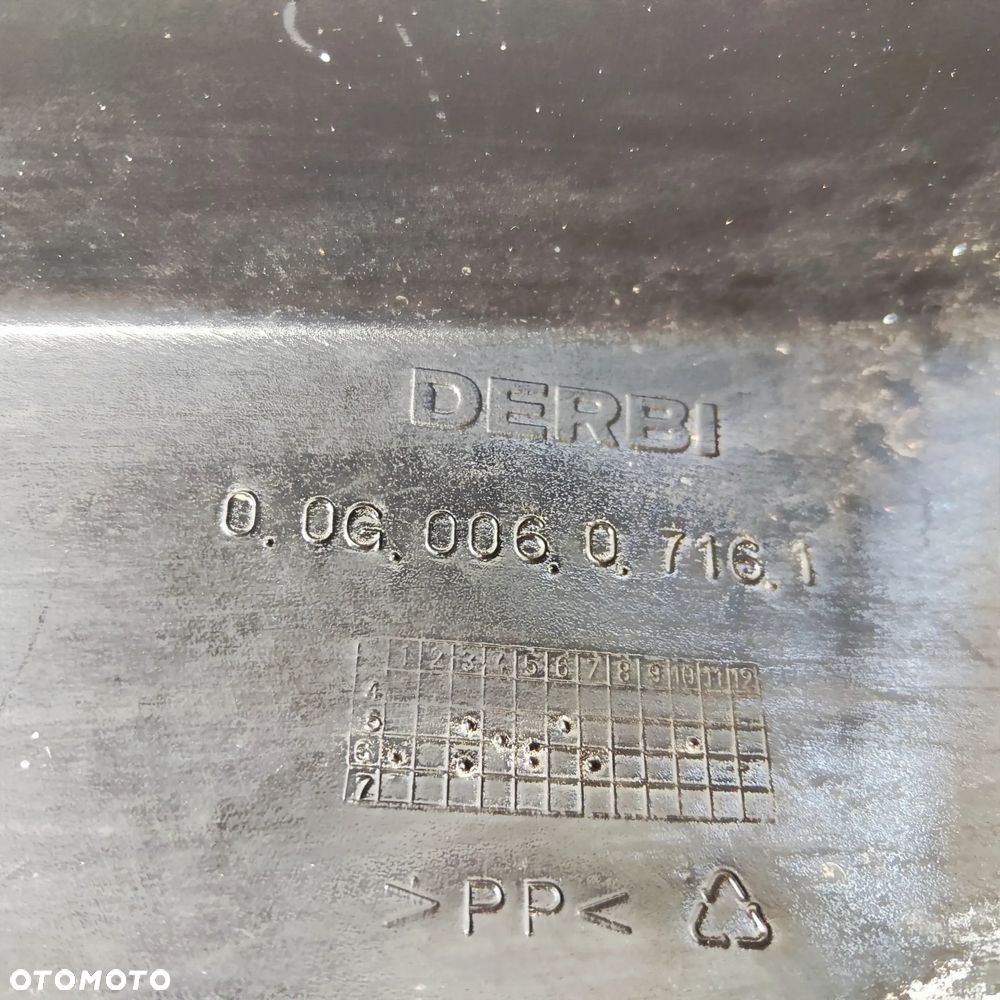 DERBI
0.0G.006.0.716.1
1 2 3 4 5 6 7 8 9 10 11 12
4
5
6
7
>PP<
OTOMOTO